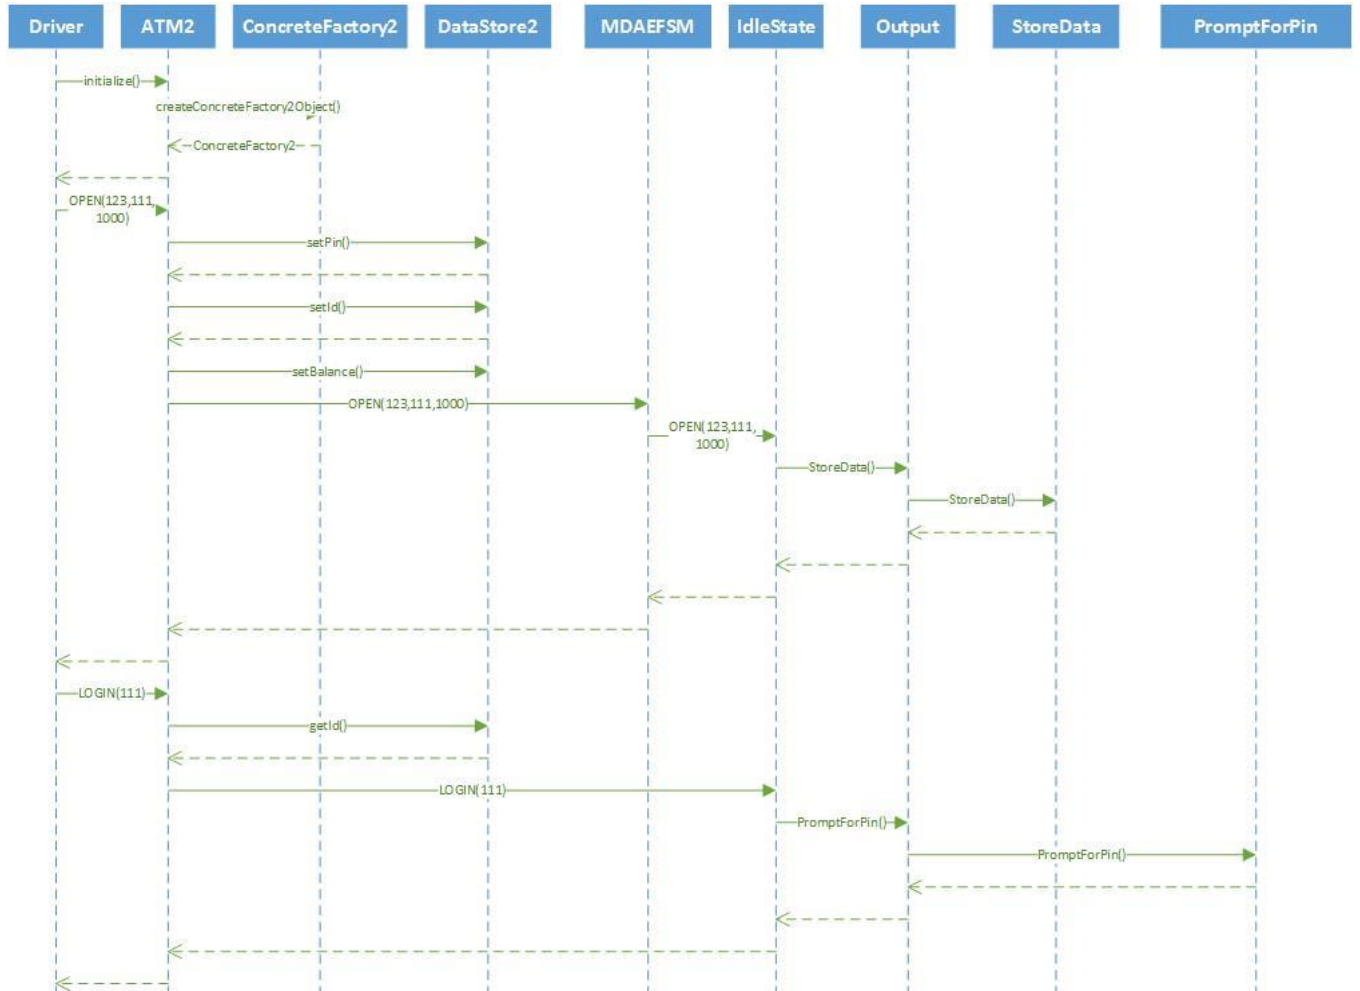 Driver
ATM2
ConcreteFactory2
DataStore2
MDAEFSM
IdleState
Output
StoreData
PromptForPin
initialize()
createConcreteFactory2Object()
ConcreteFactory2
OPEN(123,111,
1000)
setPin()
setId()
setBalance()
OPEN(123,111,1000)
OPEN(123,111,
1000)
StoreData()
StoreData()
LOGIN(111)
getId()
LOGIN(111)
PromptForPin()
PromptForPin()